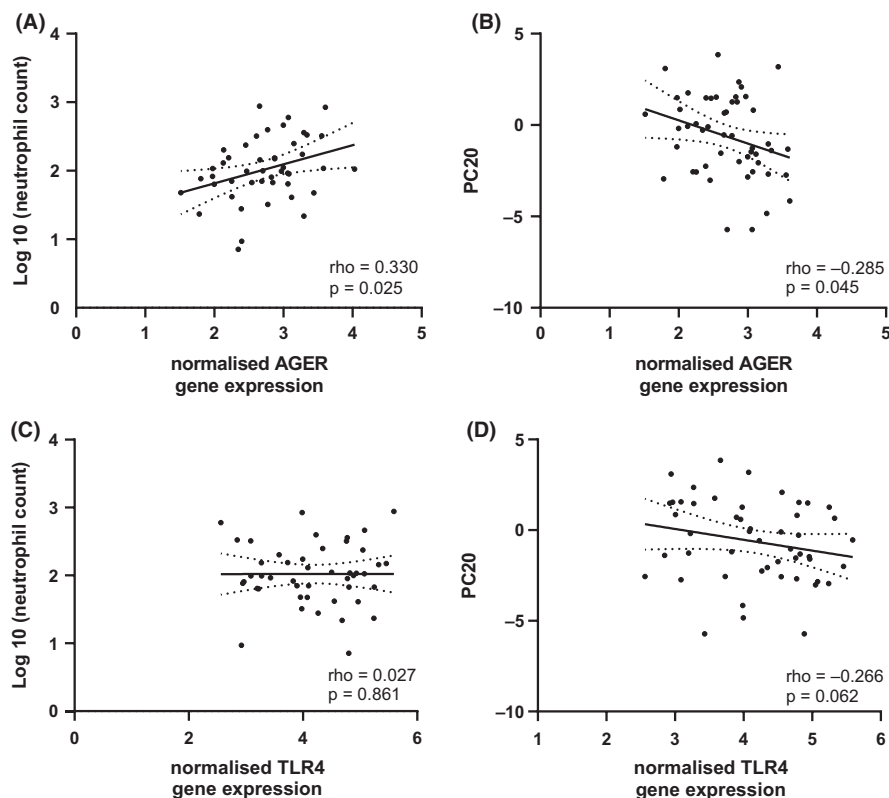 (A)
4
3
2
1
0
Log 10 (neutrophil count)
rho = 0.330
p = 0.025
0 1 2 3 4 5
normalised AGER
gene expression
(B)
5
0
–5
–10
PC20
rho = –0.285
p = 0.045
0 1 2 3 4 5
normalised AGER
gene expression
(C)
4
3
2
1
0
Log 10 (neutrophil count)
rho = 0.027
p = 0.861
0 2 4 6
normalised TLR4
gene expression
(D)
5
0
–5
–10
PC20
rho = –0.266
p = 0.062
1 2 3 4 5 6
normalised TLR4
gene expression